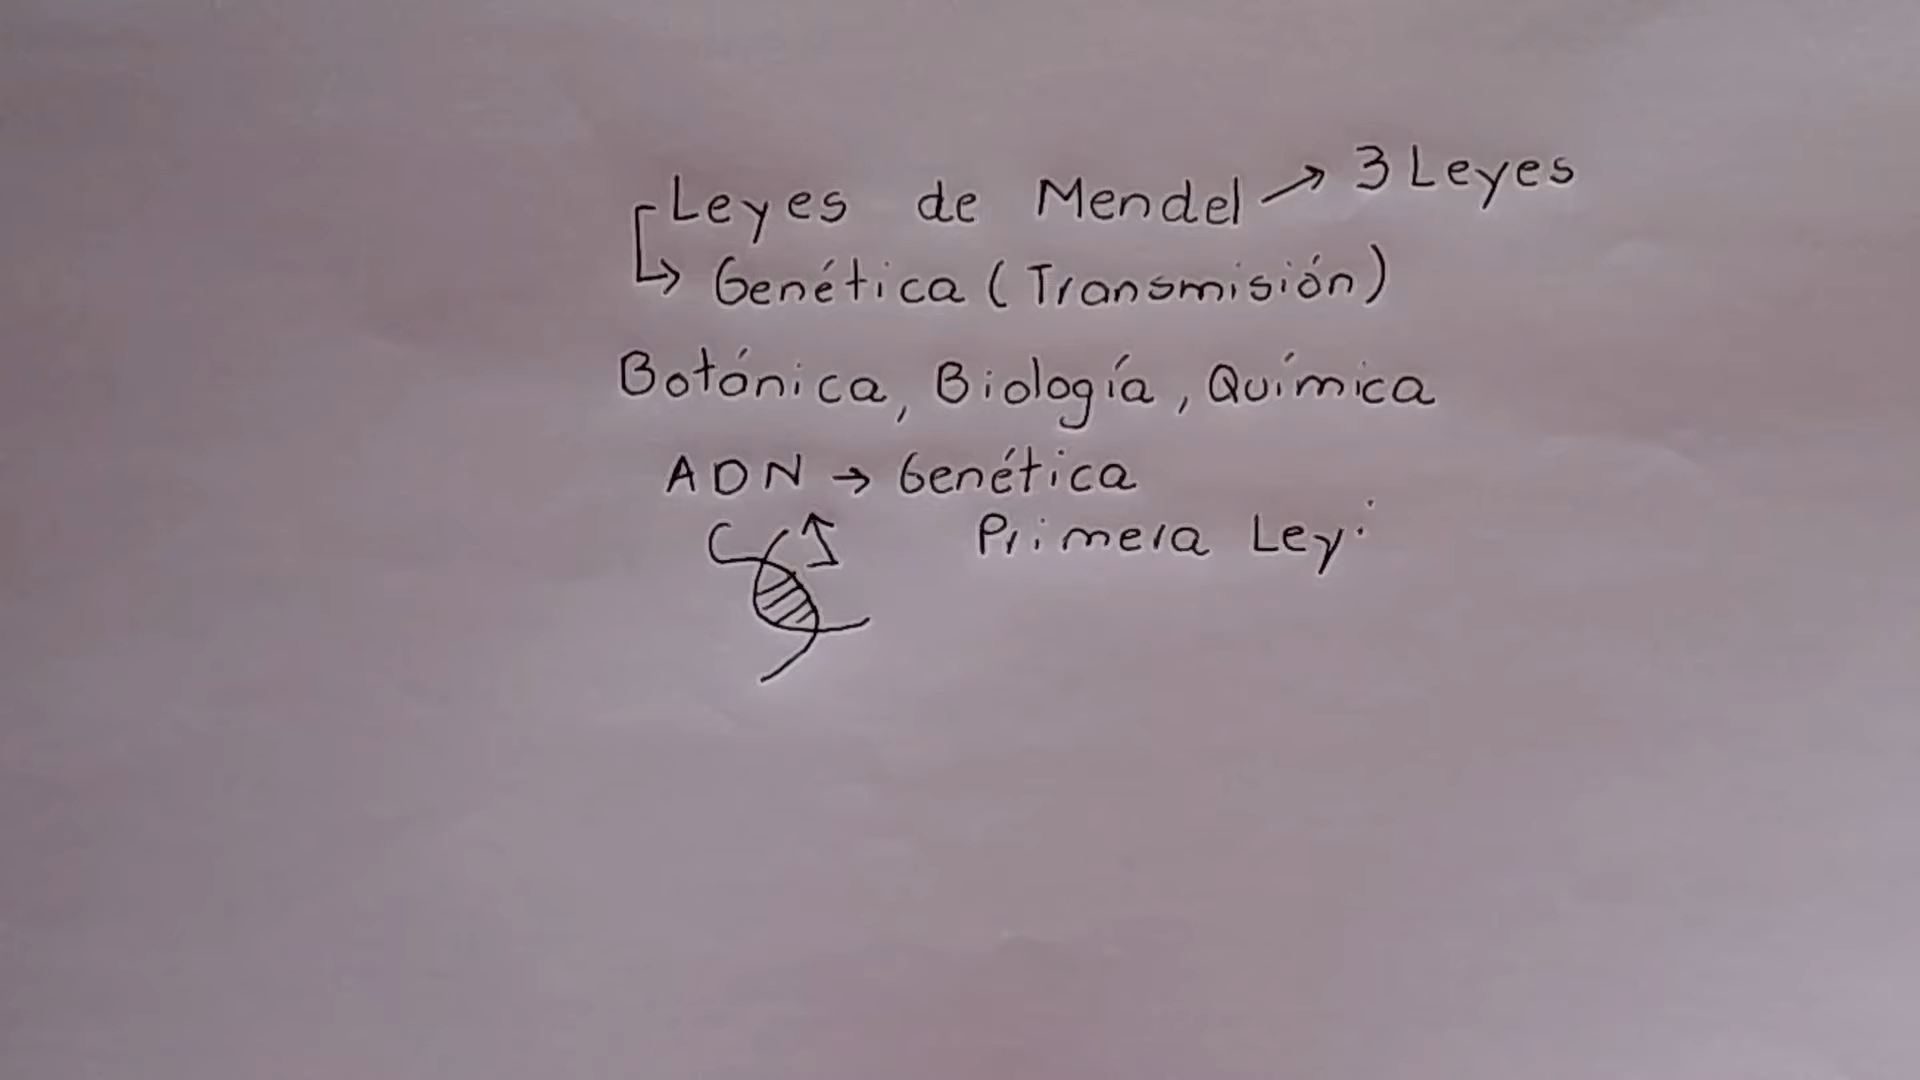 Leyes de Mendel → 3 Leyes
↳ Genética (Transmisión)
Botánica, Biología, Química
ADN → Genética
Primera Ley: